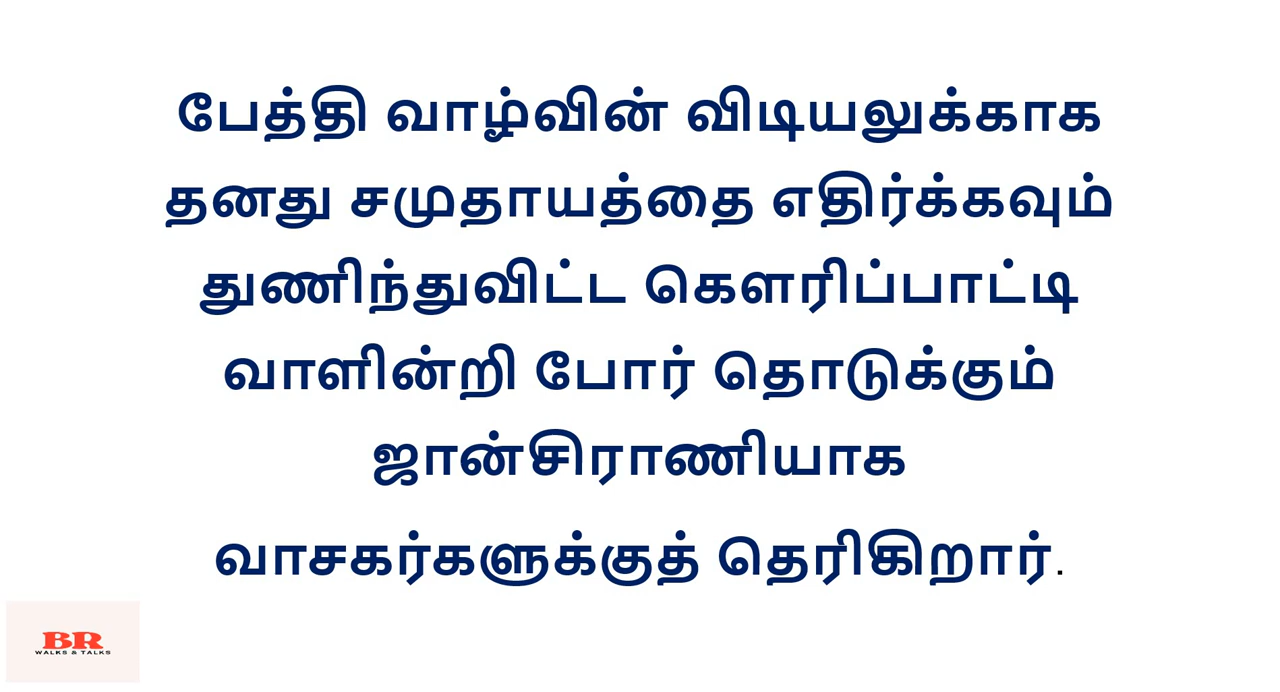 பேத்தி வாழ்வின் விடியலுக்காக
தனது சமுதாயத்தை எதிர்க்கவும்
துணிந்துவிட்ட கௌரிப்பாட்டி
வாளின்றி போர் தொடுக்கும்
ஜான்சிராணியாக
வாசகர்களுக்குத் தெரிகிறார்.
BR
WALKS & TALKS